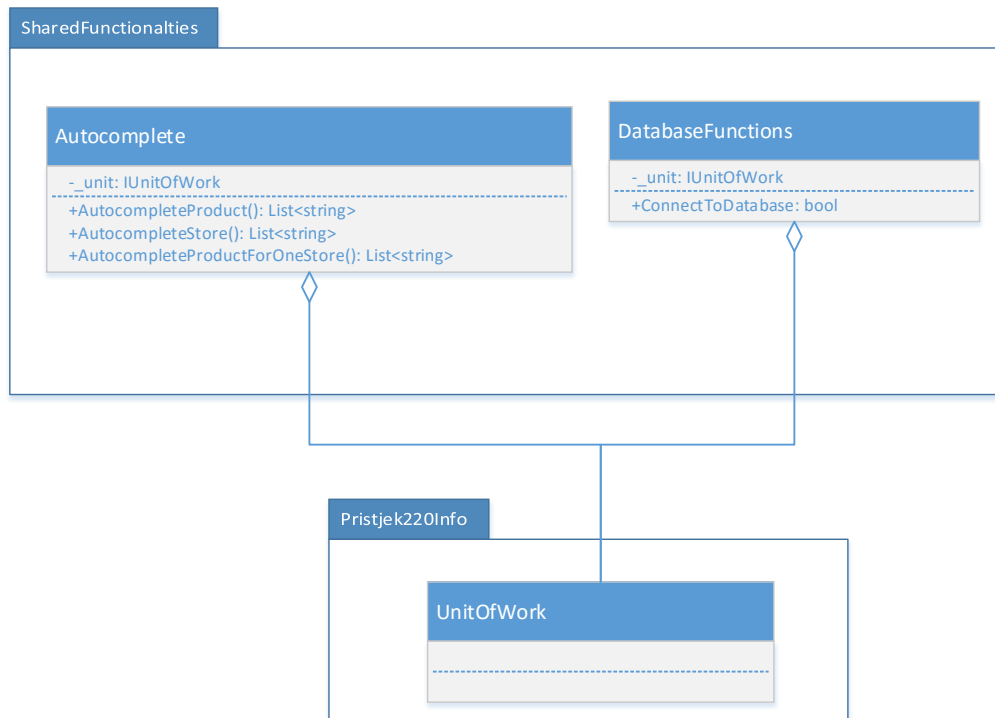 SharedFunctionalties
Autocomplete
-_unit: IUnitOfWork
+AutocompleteProduct(): List<string>
+AutocompleteStore(): List<string>
+AutocompleteProductForOneStore(): List<string>
DatabaseFunctions
-_unit: IUnitOfWork
+ConnectToDatabase: bool
Pristjek220Info
UnitOfWork